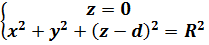 z = 0
x² + y² + (z − d)² = R²